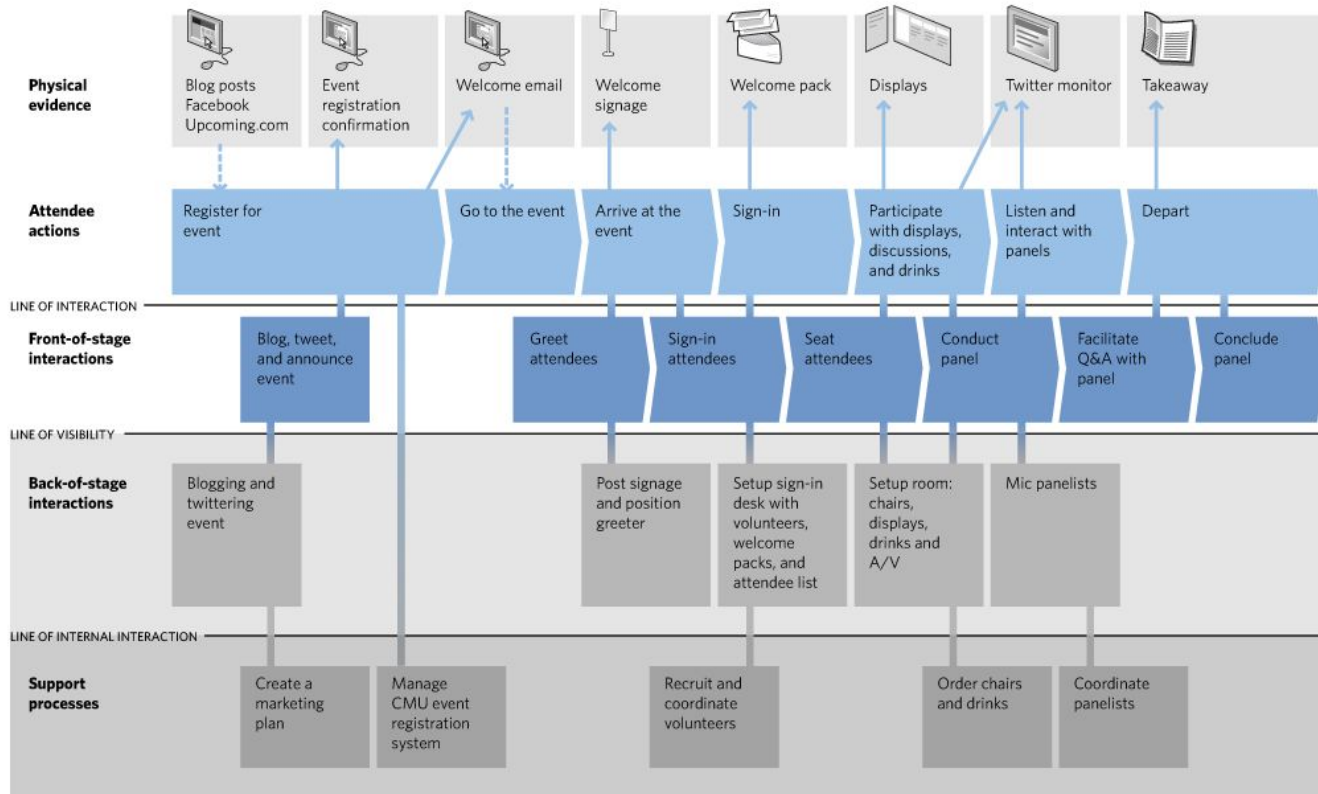 Physical
evidence
Blog posts
Facebook
Upcoming.com
Event
registration
confirmation
Welcome email
Welcome
signage
Welcome pack
Displays
Twitter monitor
Takeaway
Attendee
actions
Register for
event
Go to the event
Arrive at the
event
Sign-in
Participate
with displays,
discussions,
and drinks
Listen and
interact with
panels
Depart
LINE OF INTERACTION
Front-of-stage
interactions
Blog, tweet,
and announce
event
Greet
attendees
Sign-in
attendees
Seat
attendees
Conduct
panel
Facilitate
Q&A with
panel
Conclude
panel
LINE OF VISIBILITY
Back-of-stage
interactions
Blogging and
twittering
event
Post signage
and position
greeter
Setup sign-in
desk with
volunteers,
welcome
packs, and
attendee list
Setup room:
chairs,
displays,
drinks and
A/V
Mic panelists
LINE OF INTERNAL INTERACTION
Support
processes
Create a
marketing
plan
Manage
CMU event
registration
system
Recruit and
coordinate
volunteers
Order chairs
and drinks
Coordinate
panelists